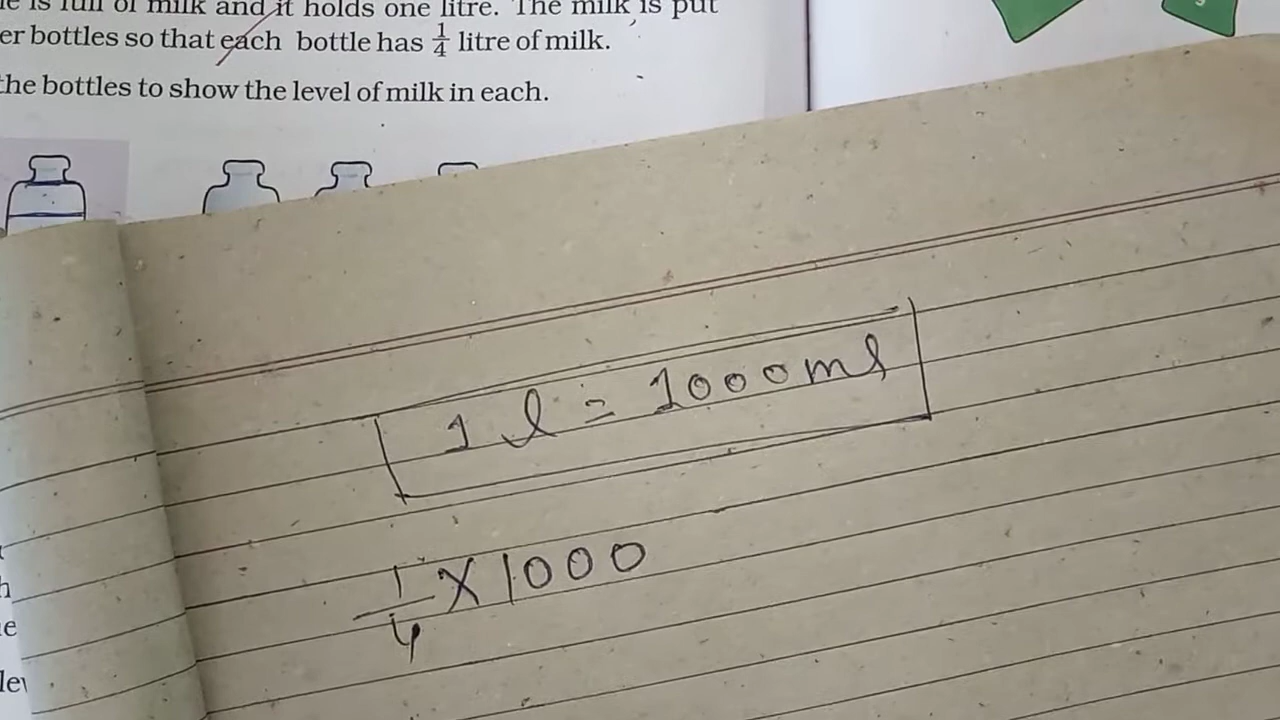 is full of milk and it holds one litre. The milk is put
er bottles so that each bottle has 1/4 litre of milk.
the bottles to show the level of milk in each.
1 l = 1000 ml
1/4 X 1000